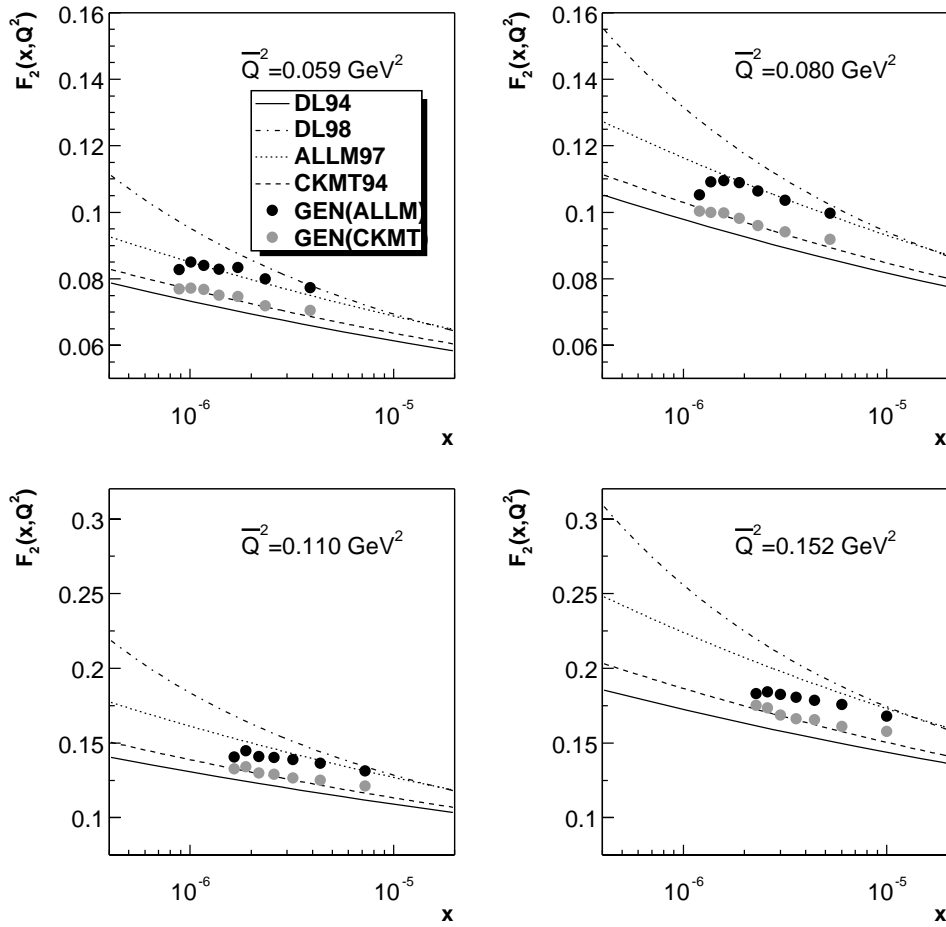 F₂(x,Q²)
0.16
0.14
0.12
0.1
0.08
0.06
Q̅²=0.059 GeV²
DL94
DL98
ALLM97
CKMT94
GEN(ALLM)
GEN(CKMT)
10⁻⁶
10⁻⁵
x
F₂(x,Q²)
0.16
0.14
0.12
0.1
0.08
0.06
Q̅²=0.080 GeV²
10⁻⁶
10⁻⁵
x
F₂(x,Q²)
0.3
0.25
0.2
0.15
0.1
Q̅²=0.110 GeV²
10⁻⁶
10⁻⁵
x
F₂(x,Q²)
0.3
0.25
0.2
0.15
0.1
Q̅²=0.152 GeV²
10⁻⁶
10⁻⁵
x